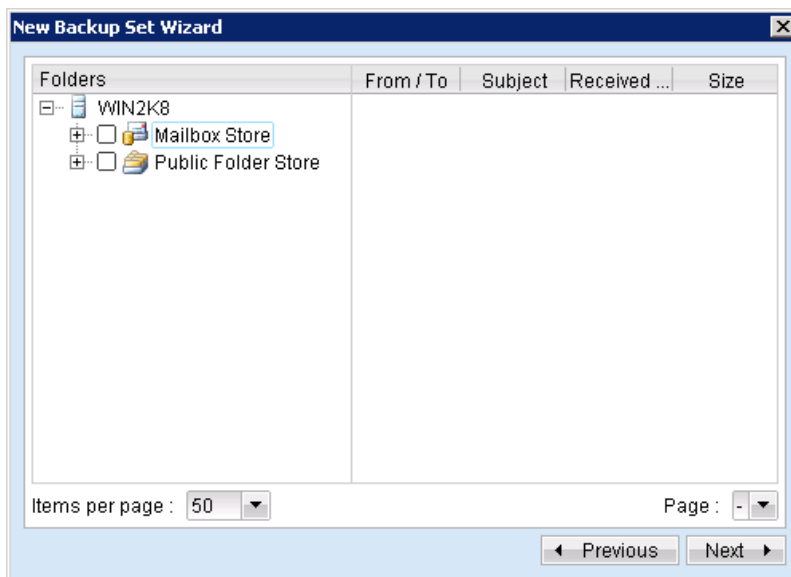 New Backup Set Wizard
Folders From / To Subject Received ... Size
WIN2K8
Mailbox Store
Public Folder Store
Items per page : 50 Page : -
Previous Next